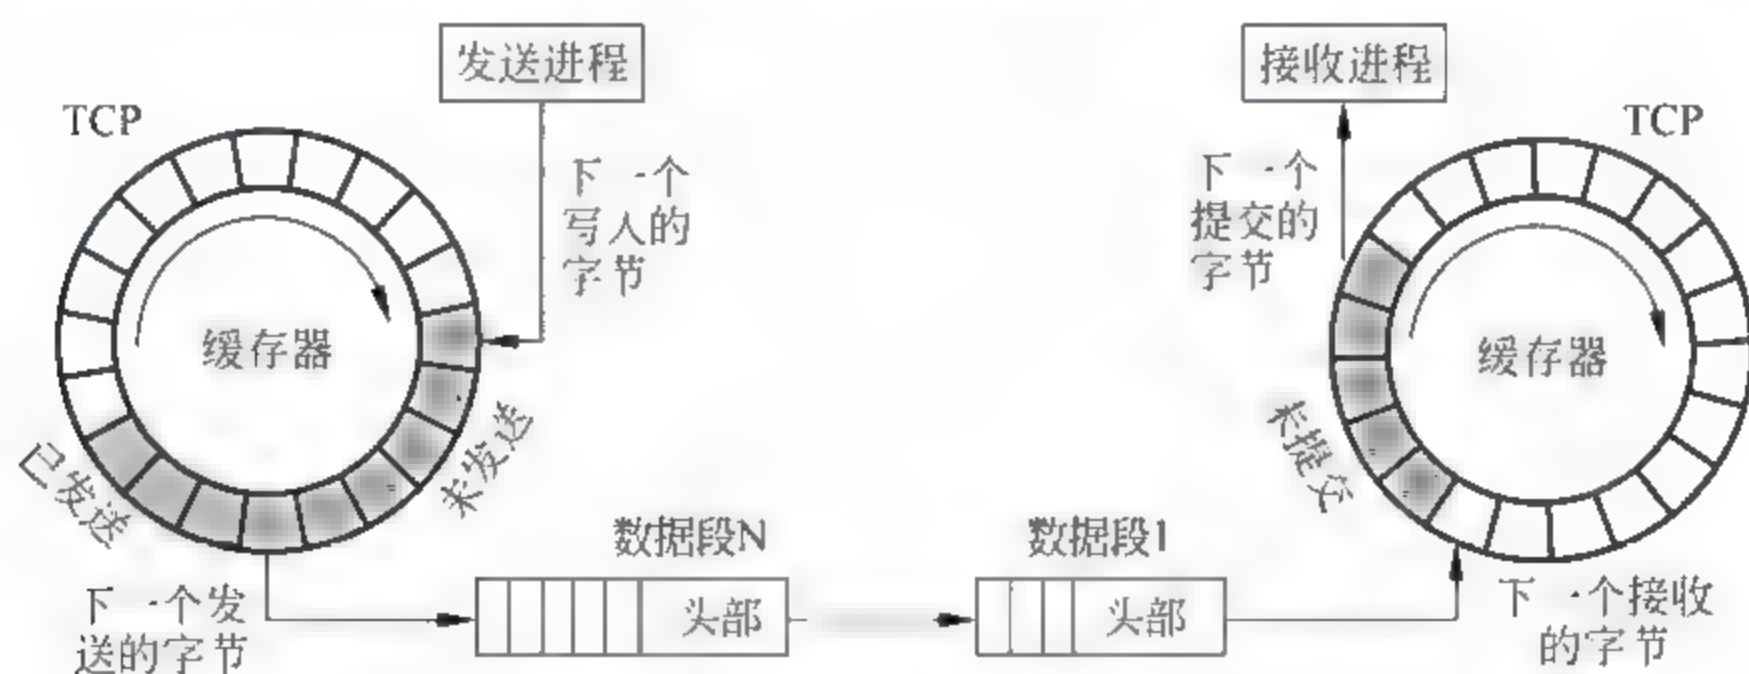 发送进程
接收进程
TCP
TCP
下一个
写入的
字节
下一个
提交的
字节
缓存器
缓存器
已发送
未发送
未提交
数据段N
数据段1
头部
头部
下一个发
送的字节
下一个接收
的字节